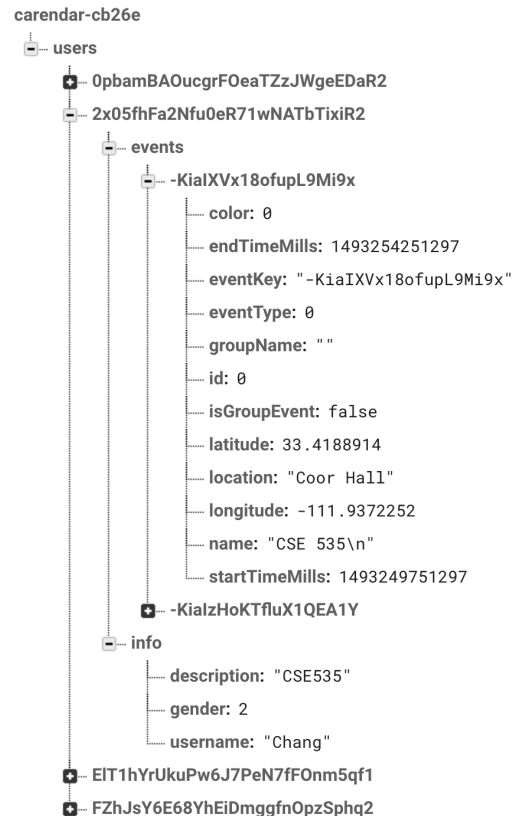 carendar-cb26e
users
0pbamBAOucgrFOeaTZzJWgeEDaR2
2x05fhFa2Nfu0eR71wNATbTixiR2
events
-KiaIXVx18ofupL9Mi9x
color: 0
endTimeMills: 1493254251297
eventKey: "-KiaIXVx18ofupL9Mi9x"
eventType: 0
groupName: ""
id: 0
isGroupEvent: false
latitude: 33.4188914
location: "Coor Hall"
longitude: -111.9372252
name: "CSE 535\n"
startTimeMills: 1493249751297
-KiaIzHoKTfluX1QEA1Y
info
description: "CSE535"
gender: 2
username: "Chang"
ElT1hYrUkuPw6J7PeN7fFOnm5qf1
FZhJsY6E68YhEiDmggfnOpzSphq2